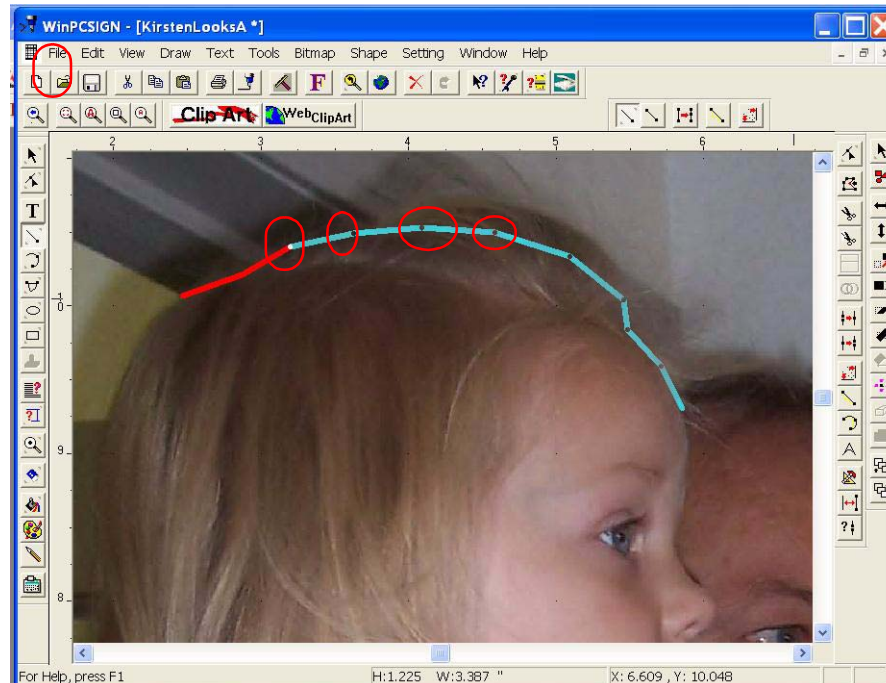 WinPCSIGN - [KirstenLooksA *]
File Edit View Draw Text Tools Bitmap Shape Setting Window Help
F
Clip Art WebClipArt
2 3 4 5 6
T
10
9
8
For Help, press F1 H:1.225 W:3.387 " X: 6.609 , Y: 10.048